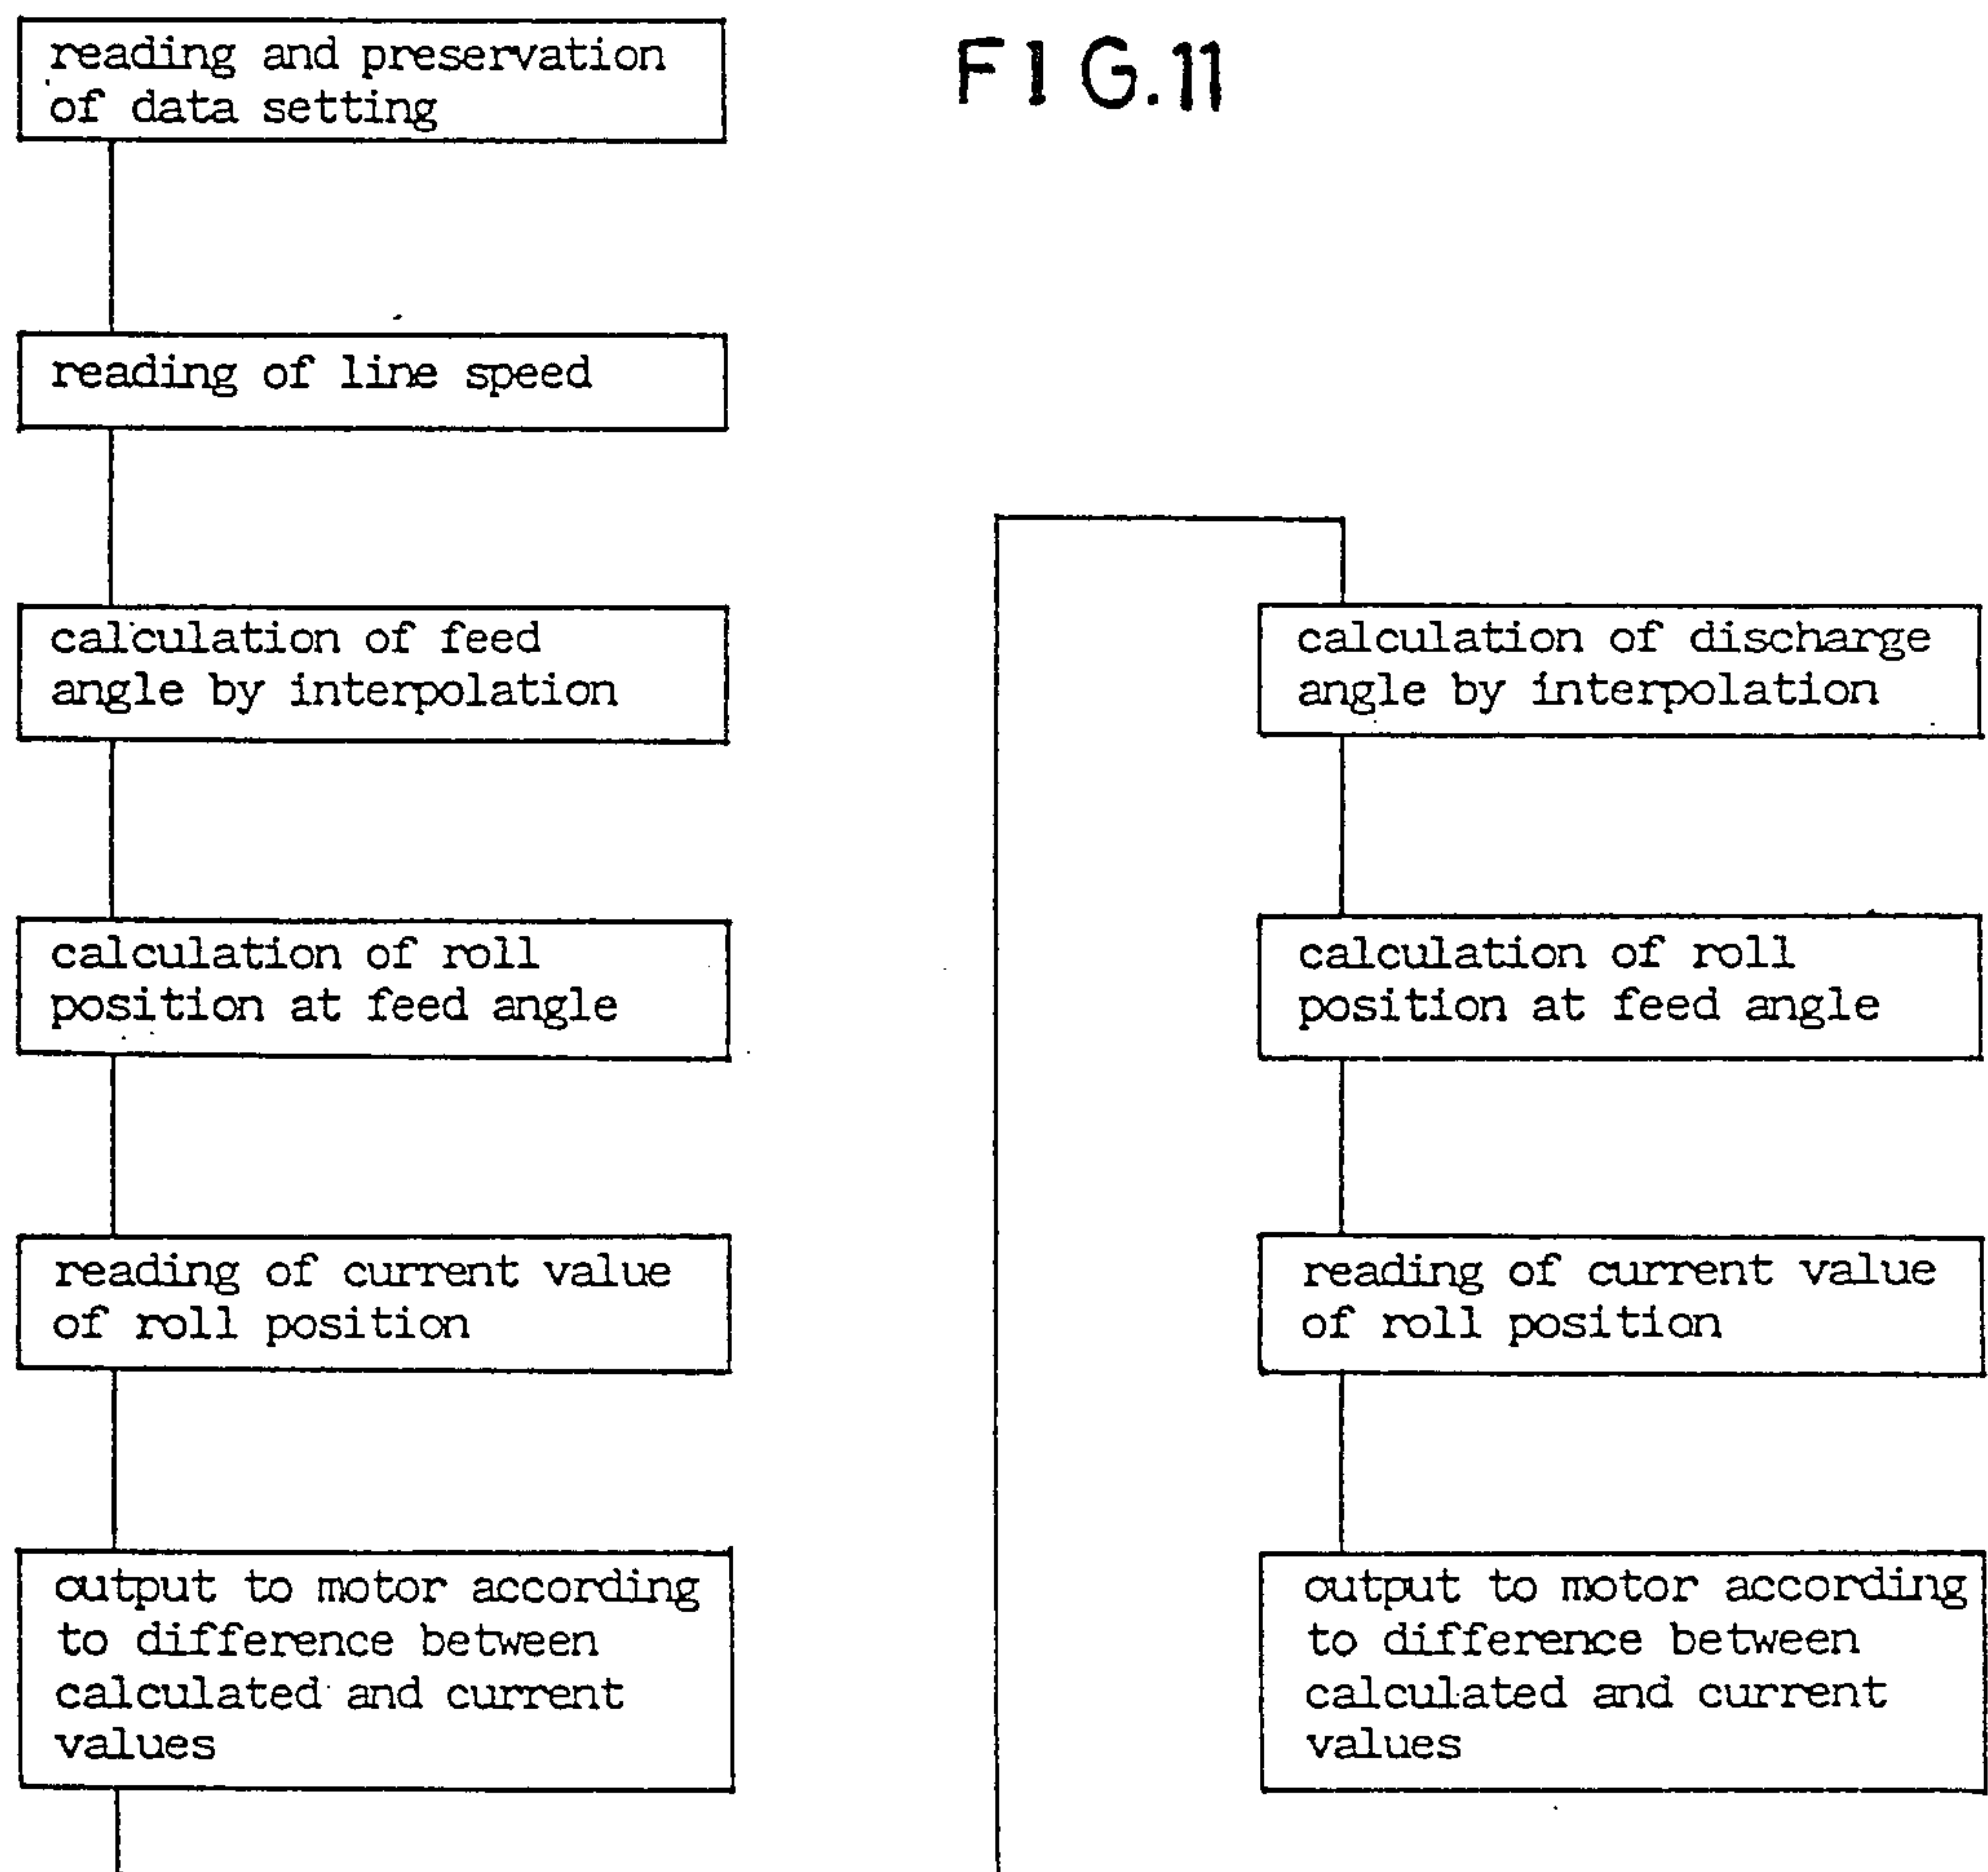 FIG.11
reading and preservation
of data setting
reading of line speed
calculation of feed
angle by interpolation
calculation of roll
position at feed angle
reading of current value
of roll position
output to motor according
to difference between
calculated and current
values
calculation of discharge
angle by interpolation
calculation of roll
position at feed angle
reading of current value
of roll position
output to motor according
to difference between
calculated and current
values